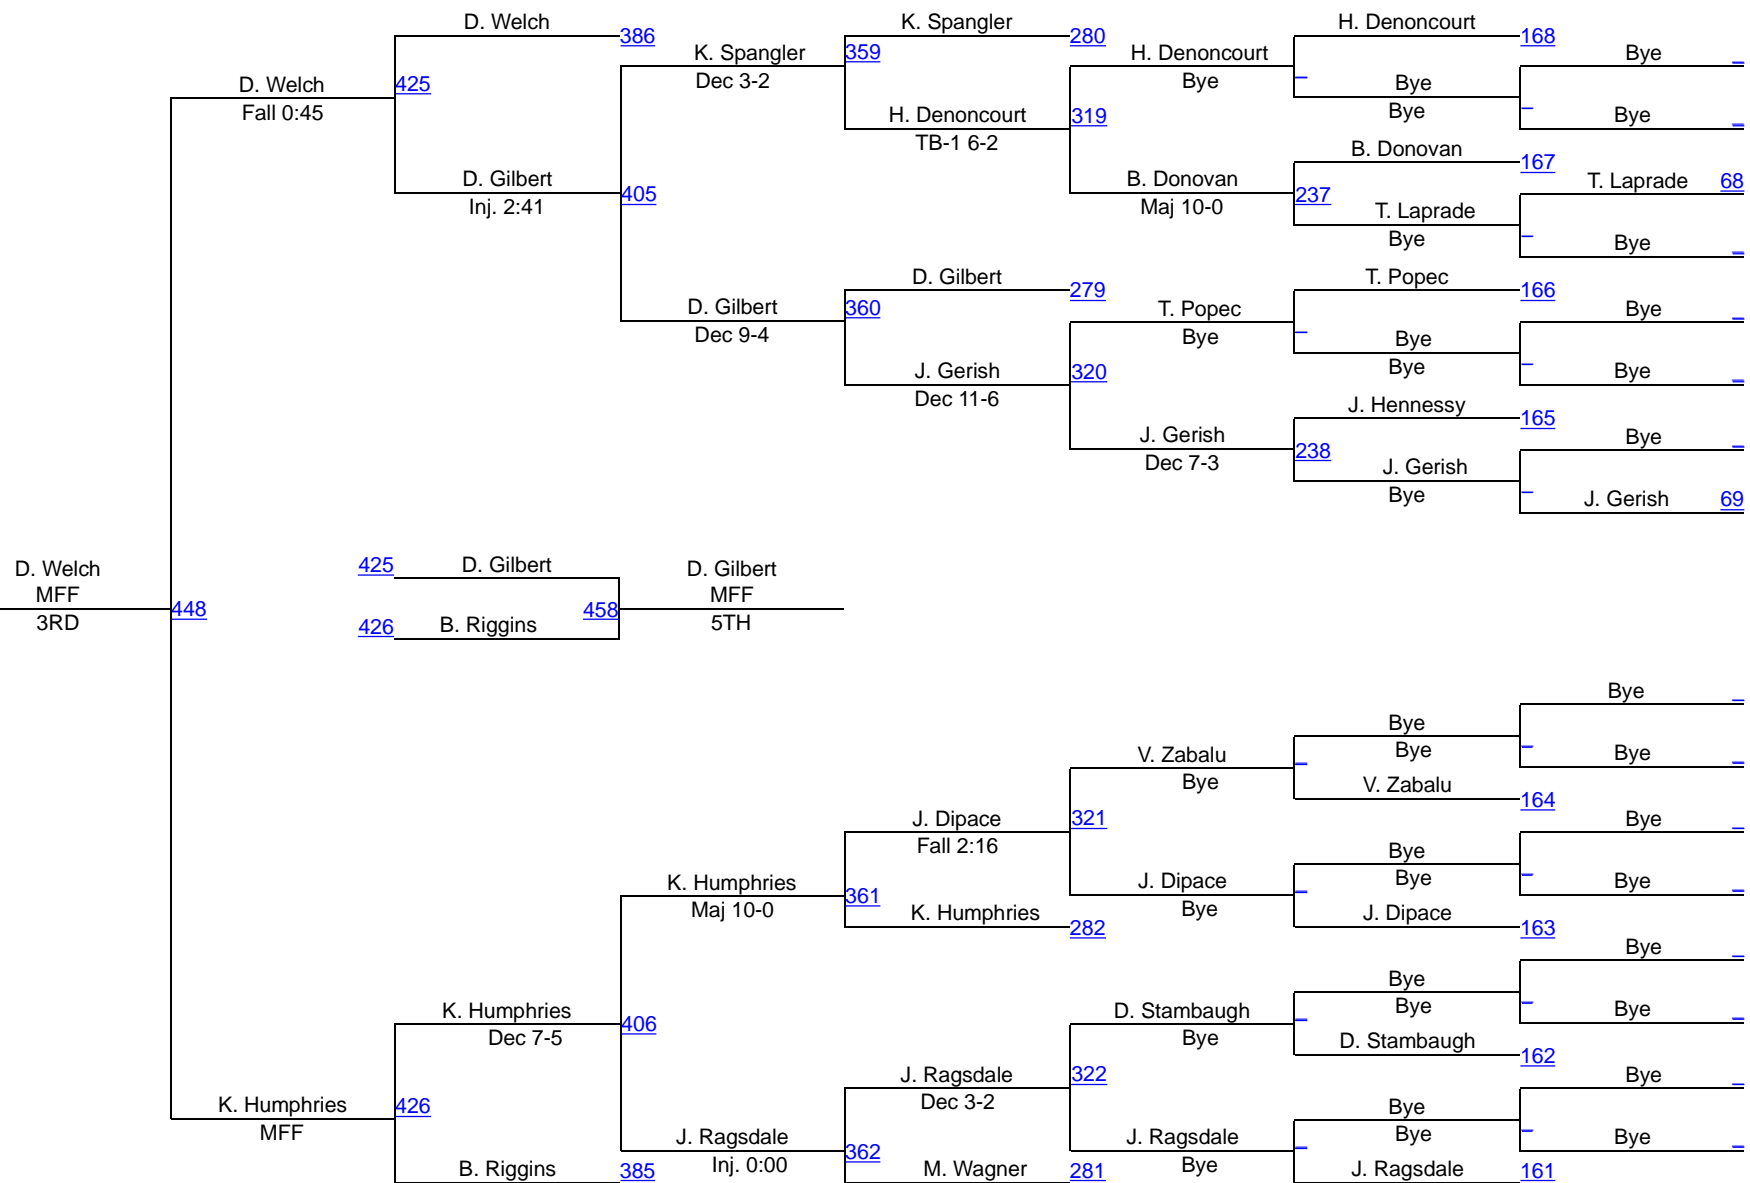 D. Welch
386
K. Spangler
280
H. Denoncourt
168
Bye
_
K. Spangler
359
Dec 3-2
H. Denoncourt
Bye
_
Bye
Bye
_
Bye
_
D. Welch
425
Fall 0:45
H. Denoncourt
319
TB-1 6-2
B. Donovan
167
D. Gilbert
Inj. 2:41
405
B. Donovan
Maj 10-0
237
T. Laprade
68
T. Laprade
Bye
_
Bye
_
D. Gilbert
279
T. Popec
166
D. Gilbert
Dec 9-4
360
T. Popec
Bye
_
Bye
_
Bye
Bye
_
Bye
_
J. Gerish
Dec 11-6
320
J. Hennessy
165
J. Gerish
Dec 7-3
238
Bye
_
J. Gerish
Bye
_
J. Gerish
69
D. Welch
MFF
3RD
448
425
D. Gilbert
426
B. Riggins
458
D. Gilbert
MFF
5TH
Bye
_
Bye
Bye
_
Bye
_
V. Zabalu
Bye
_
V. Zabalu
164
J. Dipace
Fall 2:16
321
Bye
_
Bye
Bye
_
Bye
_
K. Humphries
Maj 10-0
361
J. Dipace
Bye
_
K. Humphries
282
J. Dipace
163
Bye
_
Bye
Bye
_
Bye
_
K. Humphries
Dec 7-5
406
D. Stambaugh
Bye
_
D. Stambaugh
162
J. Ragsdale
Dec 3-2
322
Bye
_
K. Humphries
MFF
426
Bye
Bye
_
Bye
_
J. Ragsdale
Inj. 0:00
362
J. Ragsdale
Bye
_
B. Riggins
385
M. Wagner
281
J. Ragsdale
161